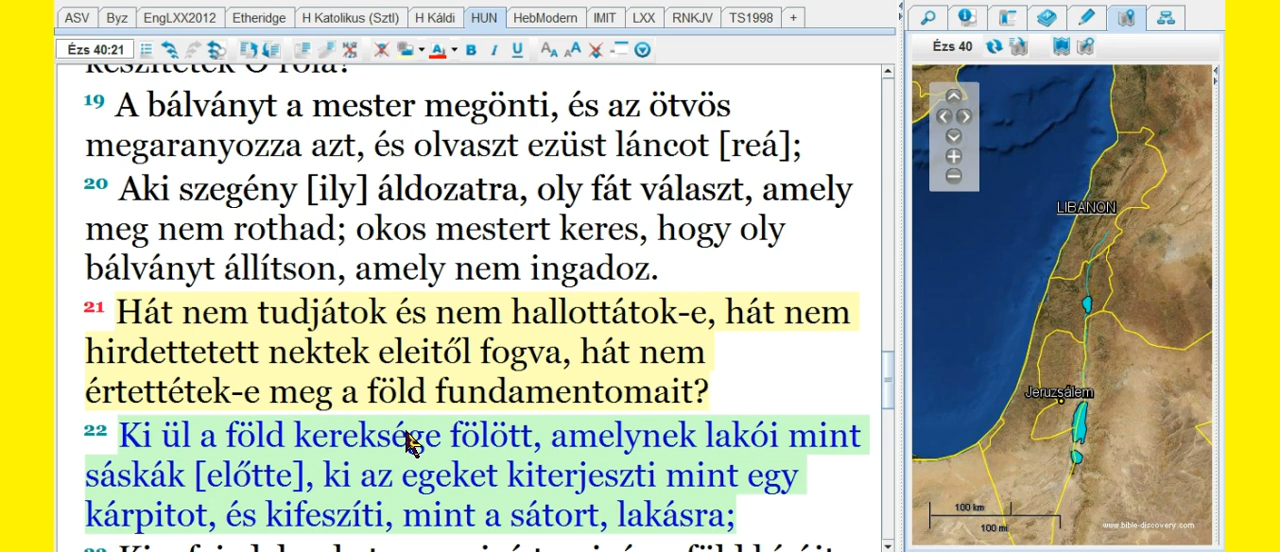 ASV Byz EngLXX2012 Etheridge H Katolikus (Sztl) H Káldi HUN HebModern IMIT LXX RNKJV TS1998 +
Ézs 40:21
Ézs 40
készítetek Ő róla?
19 A bálványt a mester megönti, és az ötvös
megaranyozza azt, és olvaszt ezüst láncot [reá];
20 Aki szegény [ily] áldozatra, oly fát választ, amely
meg nem rothad; okos mestert keres, hogy oly
bálványt állítson, amely nem ingadoz.
21 Hát nem tudjátok és nem hallottátok-e, hát nem
hirdettetett nektek eleitől fogva, hát nem
értettétek-e meg a föld fundamentomait?
22 Ki ül a föld kereksége fölött, amelynek lakói mint
sáskák [előtte], ki az egeket kiterjeszti mint egy
kárpitot, és kifeszíti, mint a sátort, lakásra;
LIBANON
Jeruzsálem
100 km
100 mi
www.bible-discovery.com